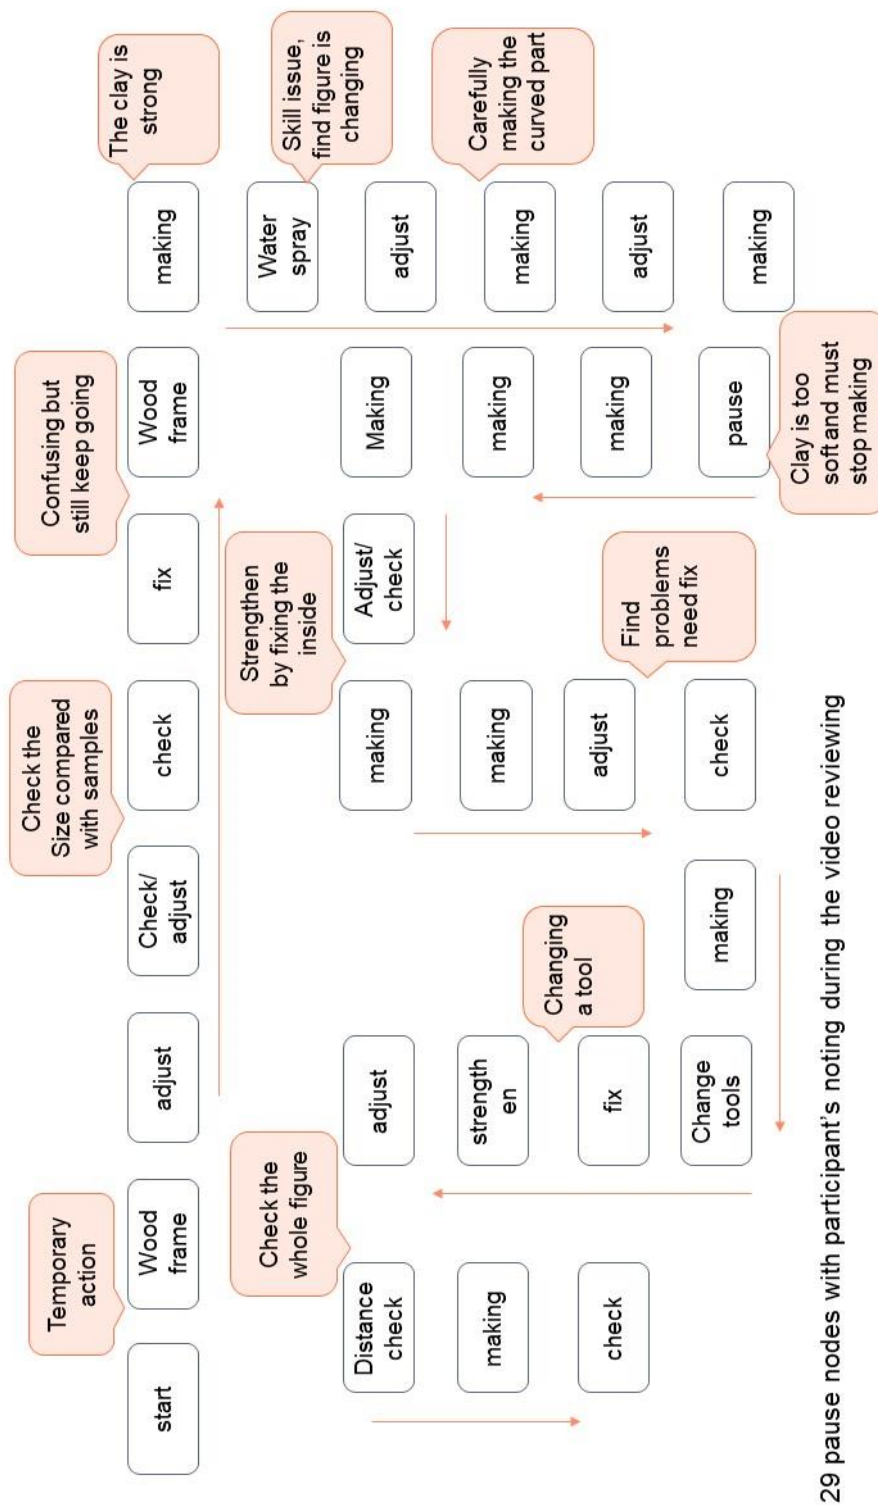 Temporary
action
Check the
Size compared
with samples
Confusing but
still keep going
The clay is
strong
start
Wood
frame
adjust
Check/
adjust
check
fix
Wood
frame
making
Water
spray
Skill issue,
find figure is
changing
adjust
making
Carefully
making the
curved part
adjust
making
pause
Clay is too
soft and must
stop making
making
making
Making
Adjust/
check
Strengthen
by fixing the
inside
making
making
adjust
Find
problems
need fix
check
making
Change
tools
fix
Changing
a tool
strength
en
adjust
Check the
whole figure
Distance
check
making
check
29 pause nodes with participant's noting during the video reviewing